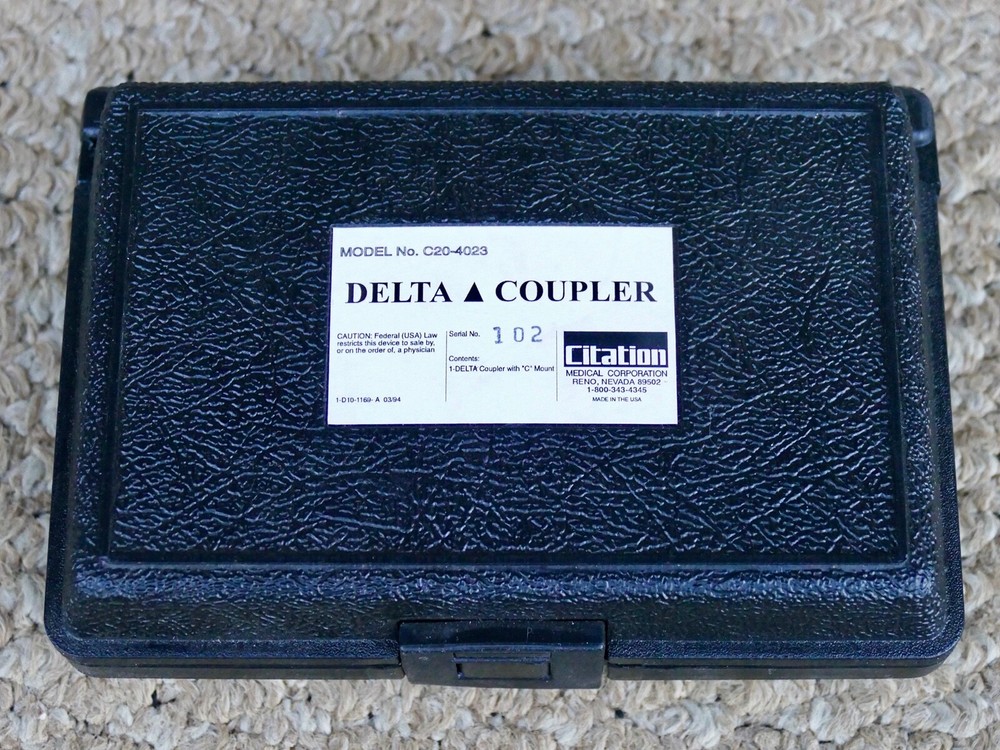 MODEL No. C20-4023
DELTA ▲ COUPLER
CAUTION: Federal (USA) Law
restricts this device to sale by,
or on the order of, a physician
1-D10-1169- A 03/94
Serial No. 102
Contents:
1-DELTA Coupler with "C" Mount
Citation
MEDICAL CORPORATION
RENO, NEVADA 89502
1-800-343-4345
MADE IN THE USA